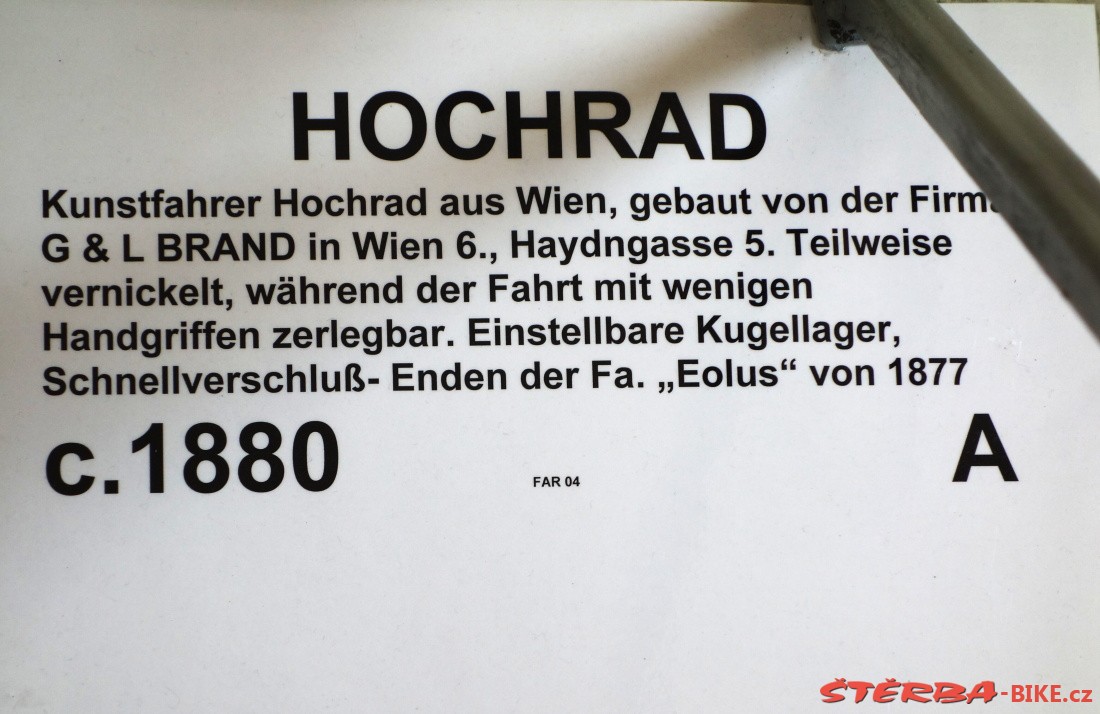 HOCHRAD
Kunstfahrer Hochrad aus Wien, gebaut von der Firma
G & L BRAND in Wien 6., Haydngasse 5. Teilweise
vernickelt, während der Fahrt mit wenigen
Handgriffen zerlegbar. Einstellbare Kugellager,
Schnellverschluß- Enden der Fa. „Eolus“ von 1877
c.1880 FAR 04 A
ŠTĚRBA-BIKE.cz